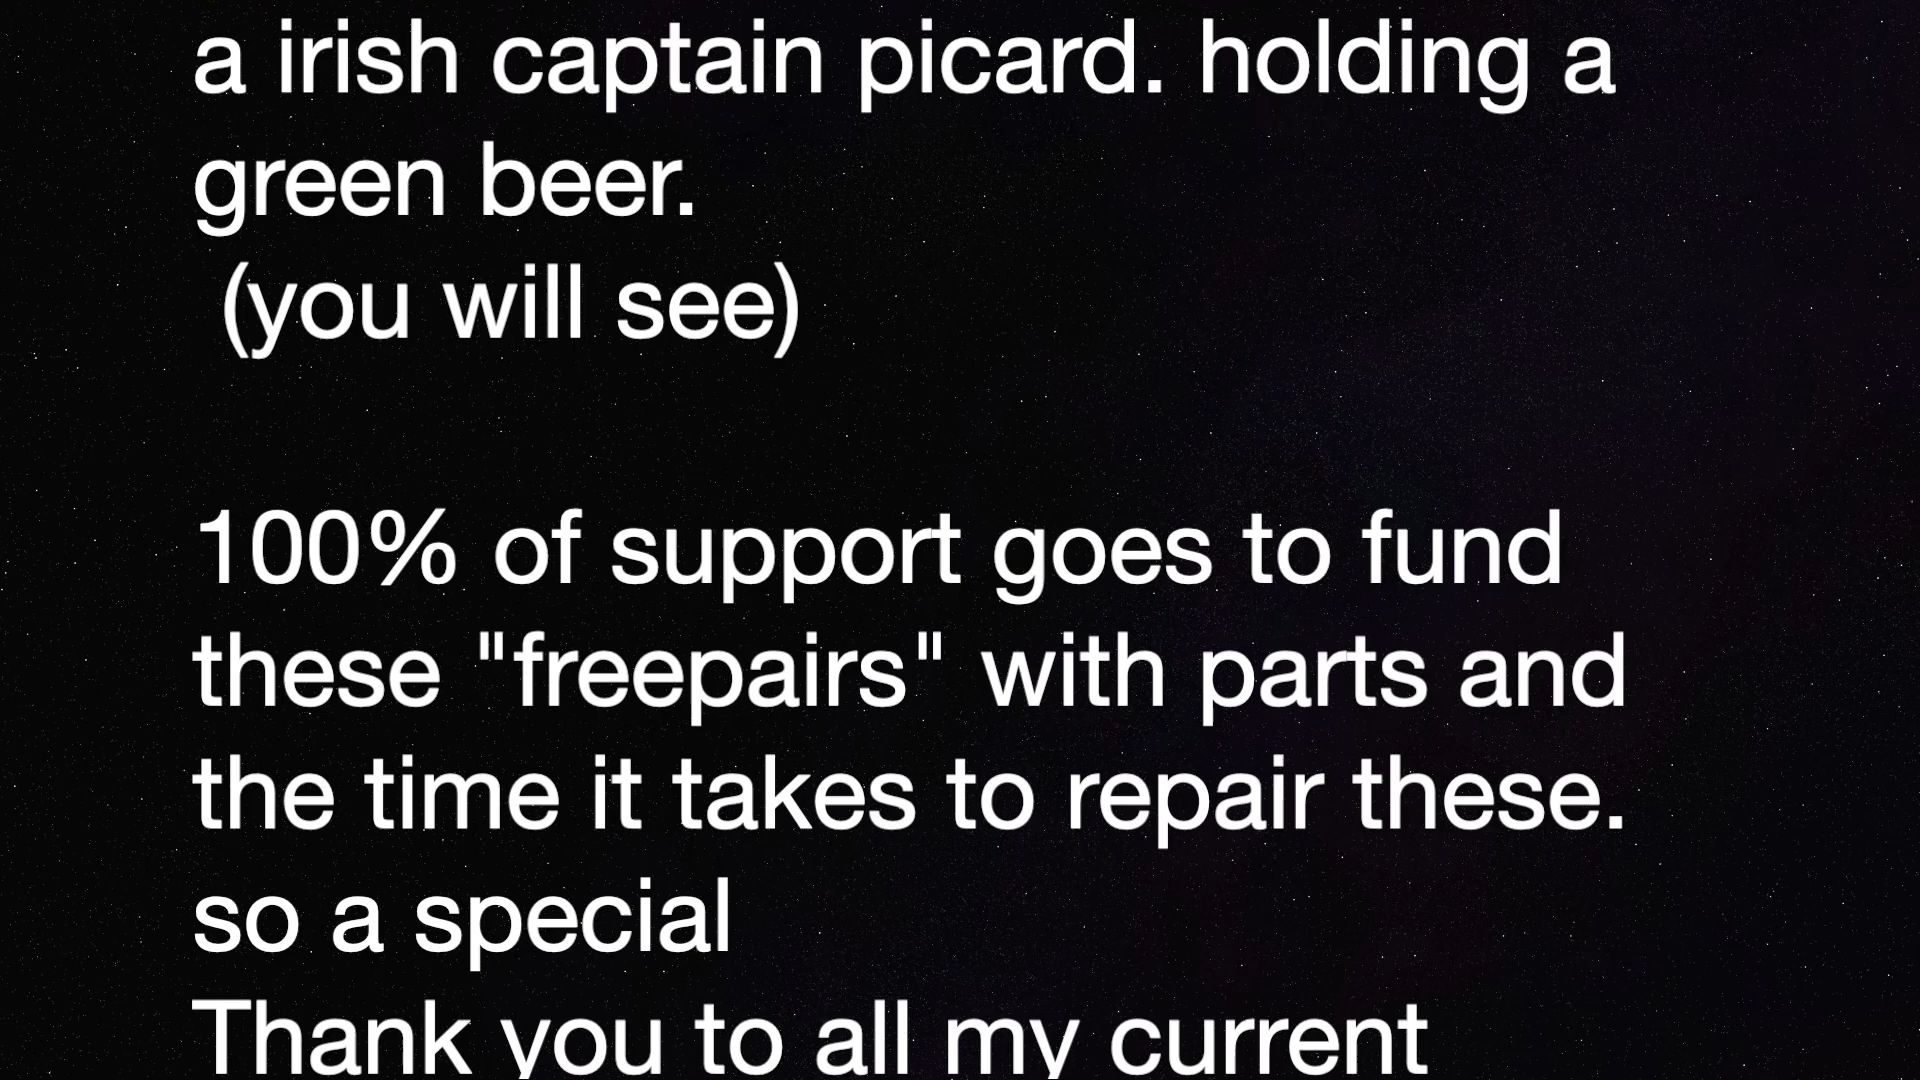 a irish captain picard. holding a
green beer.
(you will see)
100% of support goes to fund
these "freepairs" with parts and
the time it takes to repair these.
so a special
Thank you to all my current